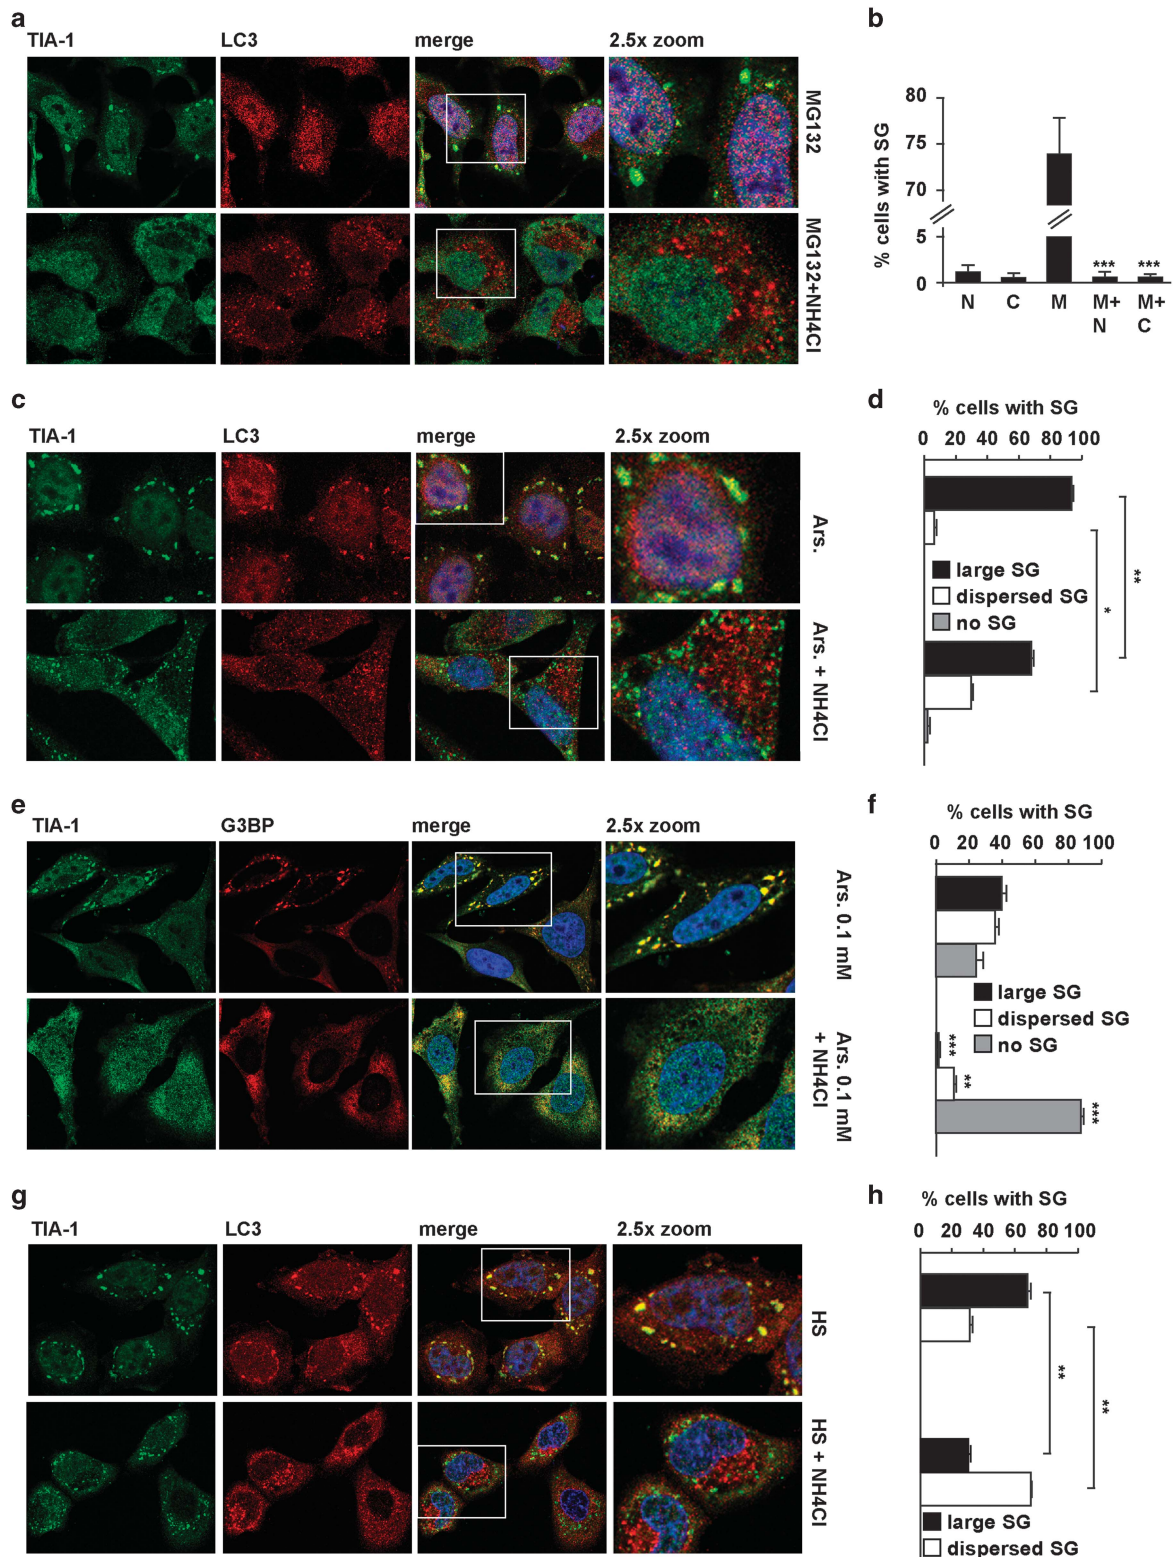 a
TIA-1 LC3 merge 2.5x zoom
MG132
MG132+NH4Cl
b
% cells with SG
80
75
70
5
0
*** ***
N C M M+ M+
N C
c
TIA-1 LC3 merge 2.5x zoom
Ars.
Ars. + NH4Cl
d
% cells with SG
0 20 40 60 80 100
large SG
dispersed SG
no SG
**
*
e
TIA-1 G3BP merge 2.5x zoom
Ars. 0.1 mM
Ars. 0.1 mM
+ NH4Cl
f
% cells with SG
0 20 40 60 80 100
large SG
dispersed SG
no SG
***
**
***
g
TIA-1 LC3 merge 2.5x zoom
HS
HS + NH4Cl
h
% cells with SG
0 20 40 60 80 100
**
**
large SG
dispersed SG